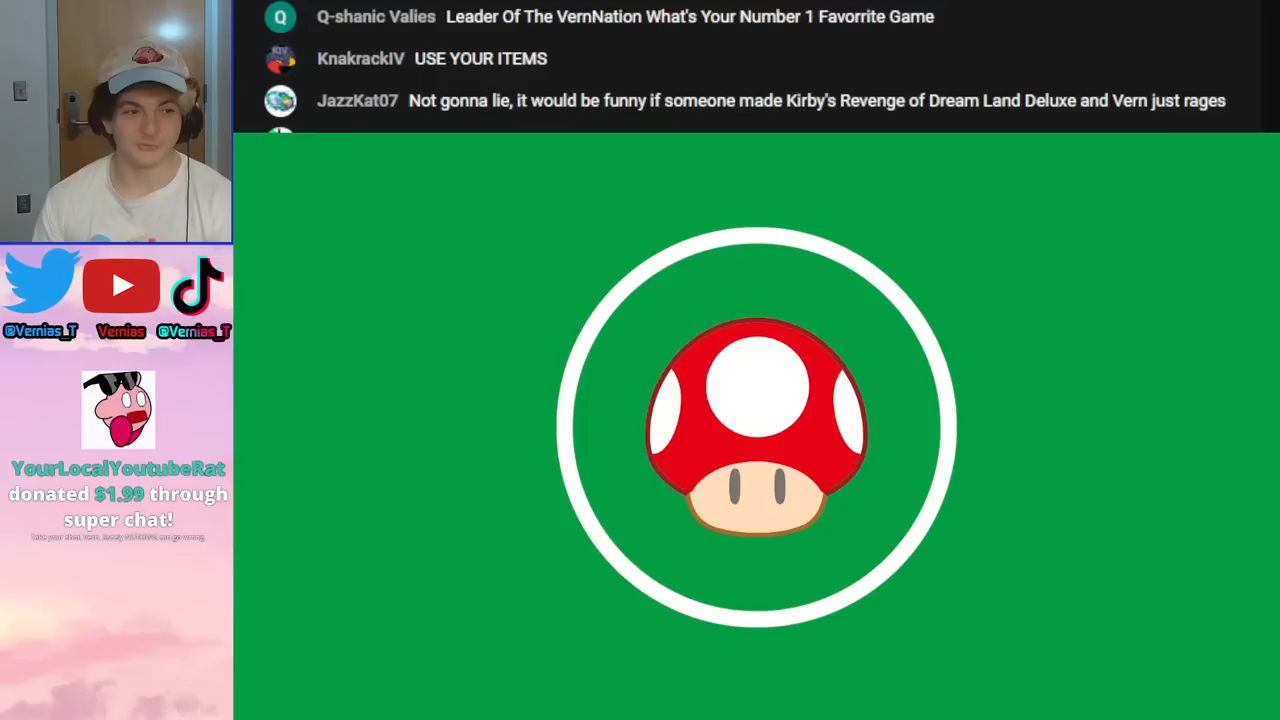 Q
Q-shanic Valies Leader Of The VernNation What's Your Number 1 Favorrite Game
KnakrackIV USE YOUR ITEMS
JazzKat07 Not gonna lie, it would be funny if someone made Kirby's Revenge of Dream Land Deluxe and Vern just rages
@Vernias_T Vernias @Vernias_T
YourLocalYoutubeRat
donated $1.99 through
super chat!